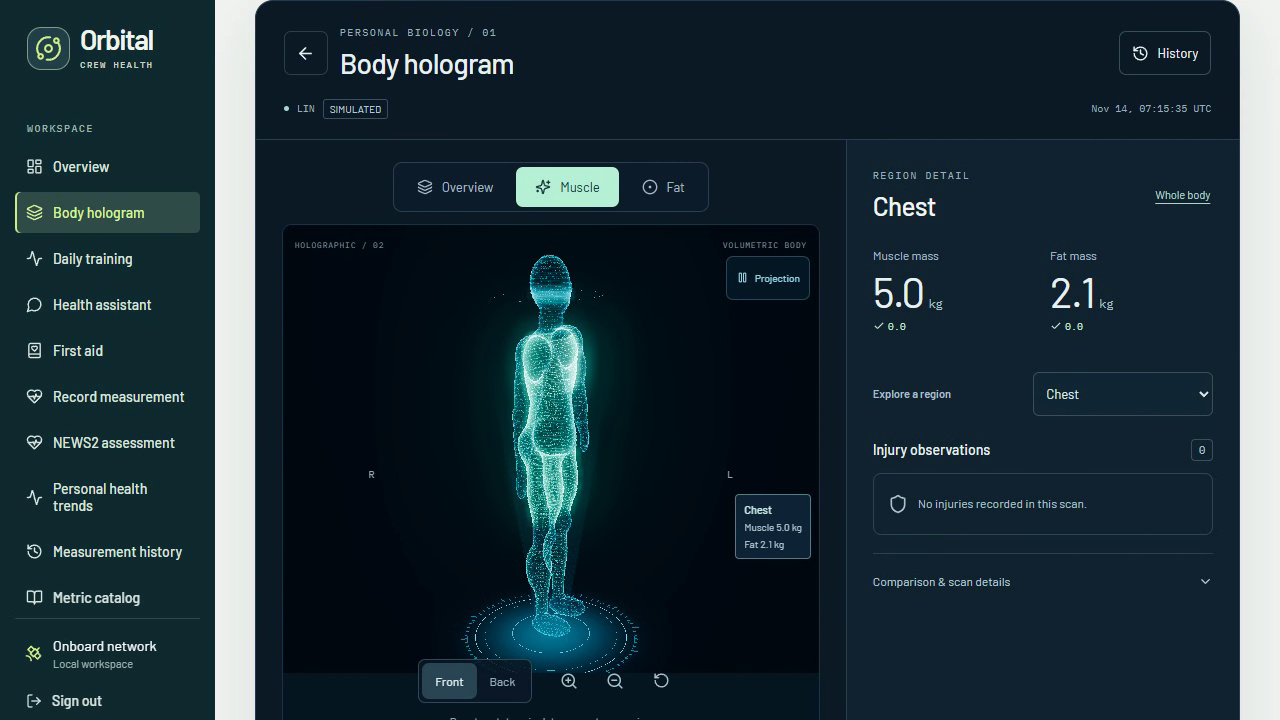 Orbital
CREW HEALTH
WORKSPACE
Overview
Body hologram
Daily training
Health assistant
First aid
Record measurement
NEWS2 assessment
Personal health
trends
Measurement history
Metric catalog
Onboard network
Local workspace
Sign out
PERSONAL BIOLOGY / 01
Body hologram
History
LIN SIMULATED
Nov 14, 07:15:35 UTC
Overview Muscle Fat
HOLOGRAPHIC / 02
VOLUMETRIC BODY
Projection
R
L
Chest
Muscle 5.0 kg
Fat 2.1 kg
Front Back
REGION DETAIL
Chest
Whole body
Muscle mass
5.0 kg
0.0
Fat mass
2.1 kg
0.0
Explore a region
Chest
Injury observations
0
No injuries recorded in this scan.
Comparison & scan details